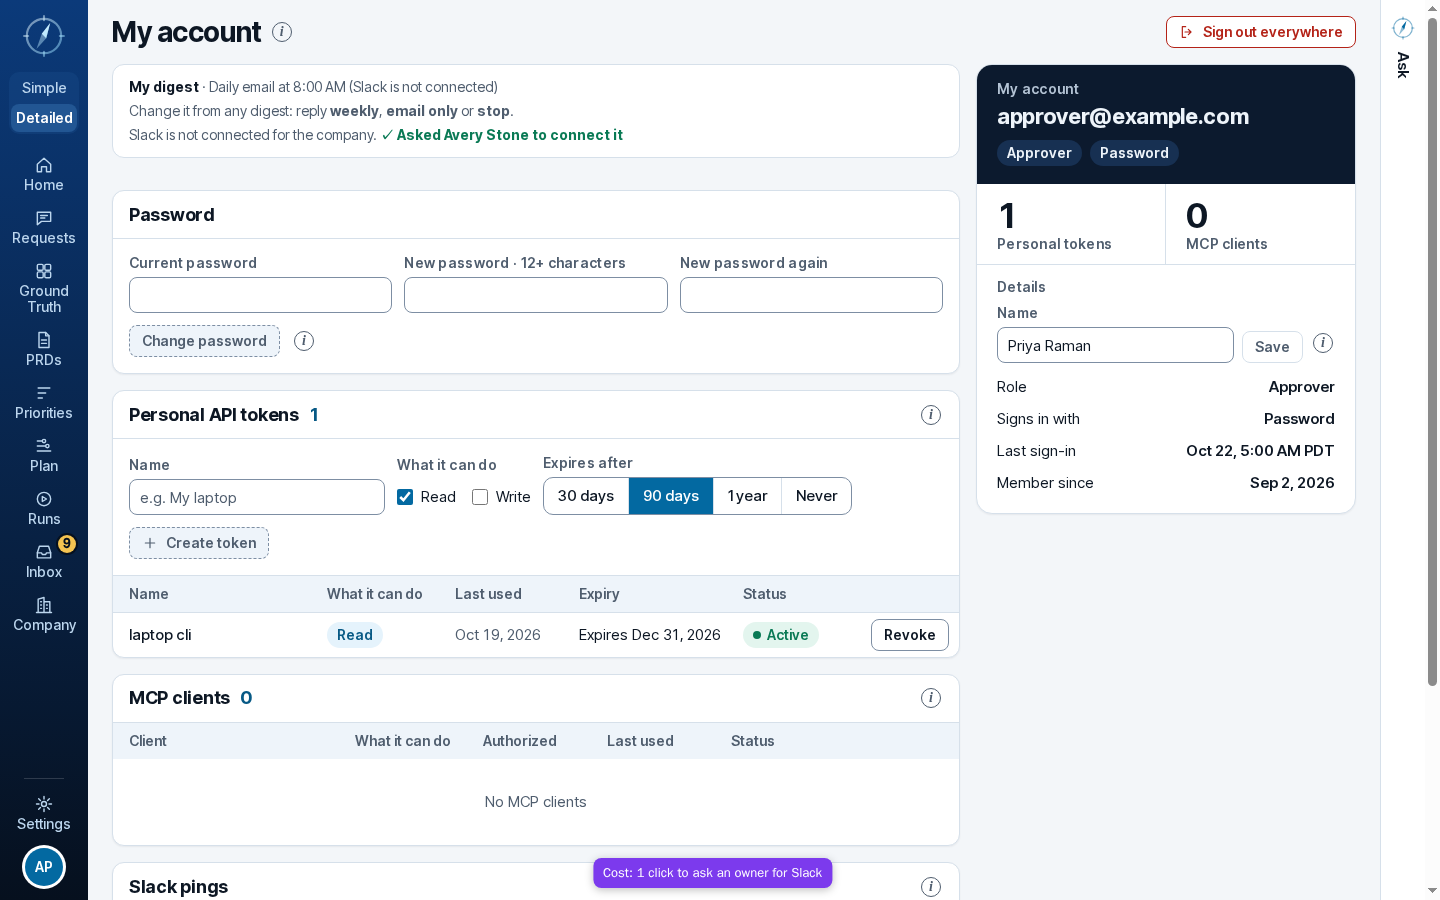 Simple
Detailed
Home
Requests
Ground
Truth
PRDs
Priorities
Plan
Runs
9
Inbox
Company
Settings
AP
My account
i
Sign out everywhere
My digest · Daily email at 8:00 AM (Slack is not connected)
Change it from any digest: reply weekly, email only or stop.
Slack is not connected for the company. ✓ Asked Avery Stone to connect it
Password
Current password
New password · 12+ characters
New password again
Change password
i
Personal API tokens 1
i
Name
What it can do
Expires after
e.g. My laptop
Read
Write
30 days
90 days
1 year
Never
Create token
Name
What it can do
Last used
Expiry
Status
laptop cli
Read
Oct 19, 2026
Expires Dec 31, 2026
Active
Revoke
MCP clients 0
i
Client
What it can do
Authorized
Last used
Status
No MCP clients
Slack pings
i
Cost: 1 click to ask an owner for Slack
My account
approver@example.com
Approver
Password
1
Personal tokens
0
MCP clients
Details
Name
Priya Raman
Save
i
Role
Approver
Signs in with
Password
Last sign-in
Oct 22, 5:00 AM PDT
Member since
Sep 2, 2026
Ask